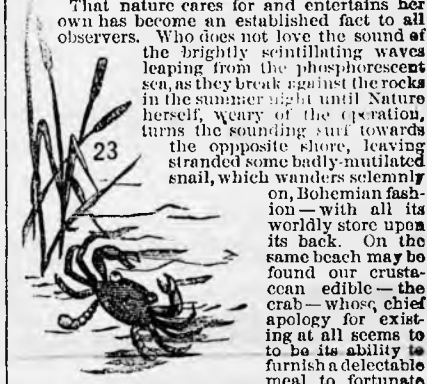 That nature cares for and entertains her
own has become an established fact to all
observers. Who does not love the sound of
the brightly scintillating waves
leaping from the phosphorescent
sea, as they break against the rocks
in the summer night until Nature
herself, weary of the operation,
turns the sounding surf towards
the oppposite shore, leaving
stranded some badly-mutilated
snail, which wanders solemnly
on, Bohemian fash-
ion — with all its
worldly store upon
its back. On the
same beach may be
found our crusta-
cean edible — the
crab — whose chief
apology for exist-
ing at all seems to
to be its ability to
furnish a delectable
meal to fortunate
23